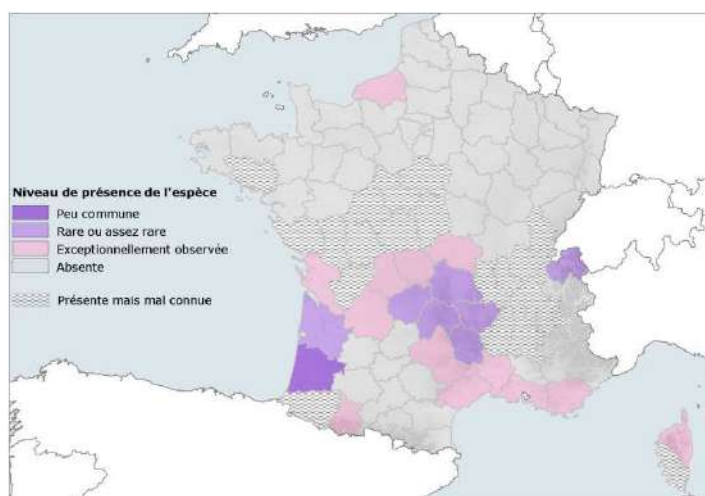 Niveau de présence de l'espèce
Peu commune
Rare ou assez rare
Exceptionnellement observée
Absente
Présente mais mal connue